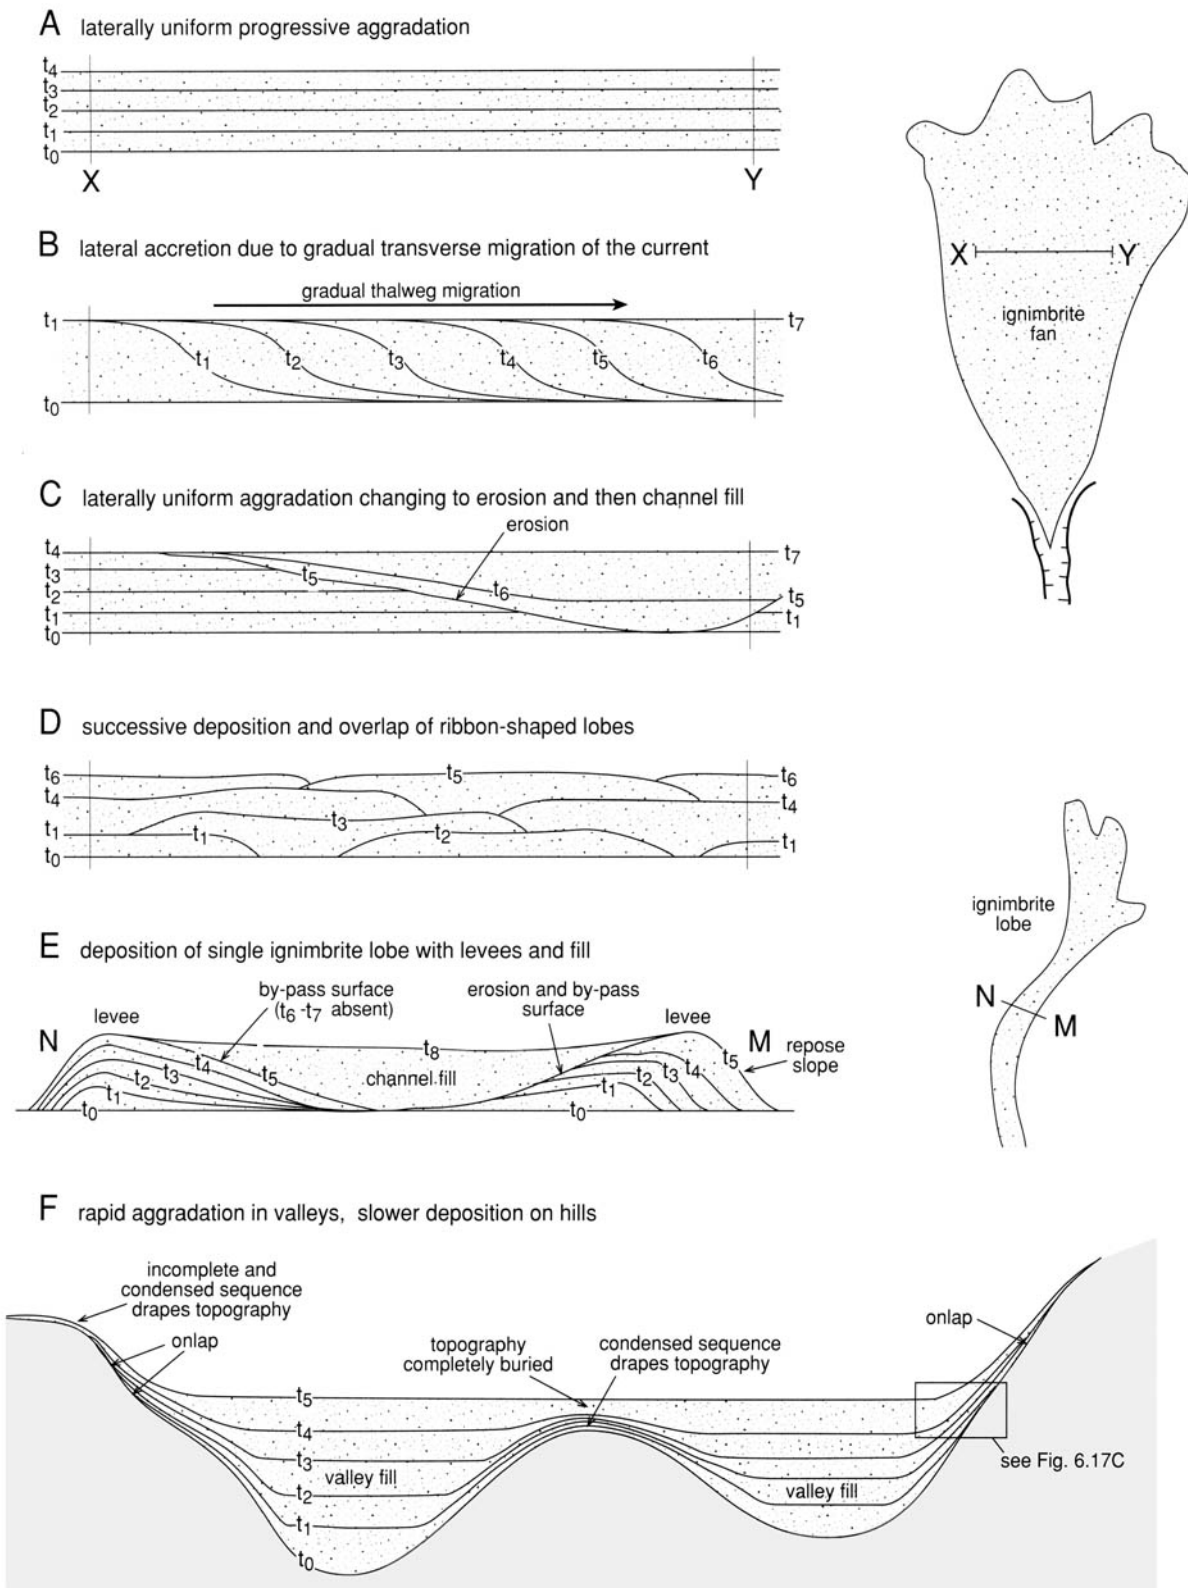 A laterally uniform progressive aggradation
t4
t3
t2
t1
t0
X
Y
B lateral accretion due to gradual transverse migration of the current
gradual thalweg migration
t1
t7
t1
t2
t3
t4
t5
t6
t0
X
Y
ignimbrite
fan
C laterally uniform aggradation changing to erosion and then channel fill
erosion
t4
t7
t3
t5
t6
t2
t5
t1
t1
t0
D successive deposition and overlap of ribbon-shaped lobes
t6
t5
t6
t4
t4
t3
t1
t1
t2
t1
t0
E deposition of single ignimbrite lobe with levees and fill
by-pass surface
(t6 -t7 absent)
erosion and by-pass
surface
levee
levee
N
M
repose
slope
t8
t5
t4
t5
t3
channel fill
t4
t3
t2
t2
t1
t1
t0
t0
ignimbrite
lobe
N
M
F rapid aggradation in valleys, slower deposition on hills
incomplete and
condensed sequence
drapes topography
onlap
topography
completely buried
condensed sequence
drapes topography
onlap
t5
t4
t3
valley fill
t2
valley fill
t1
t0
see Fig. 6.17C